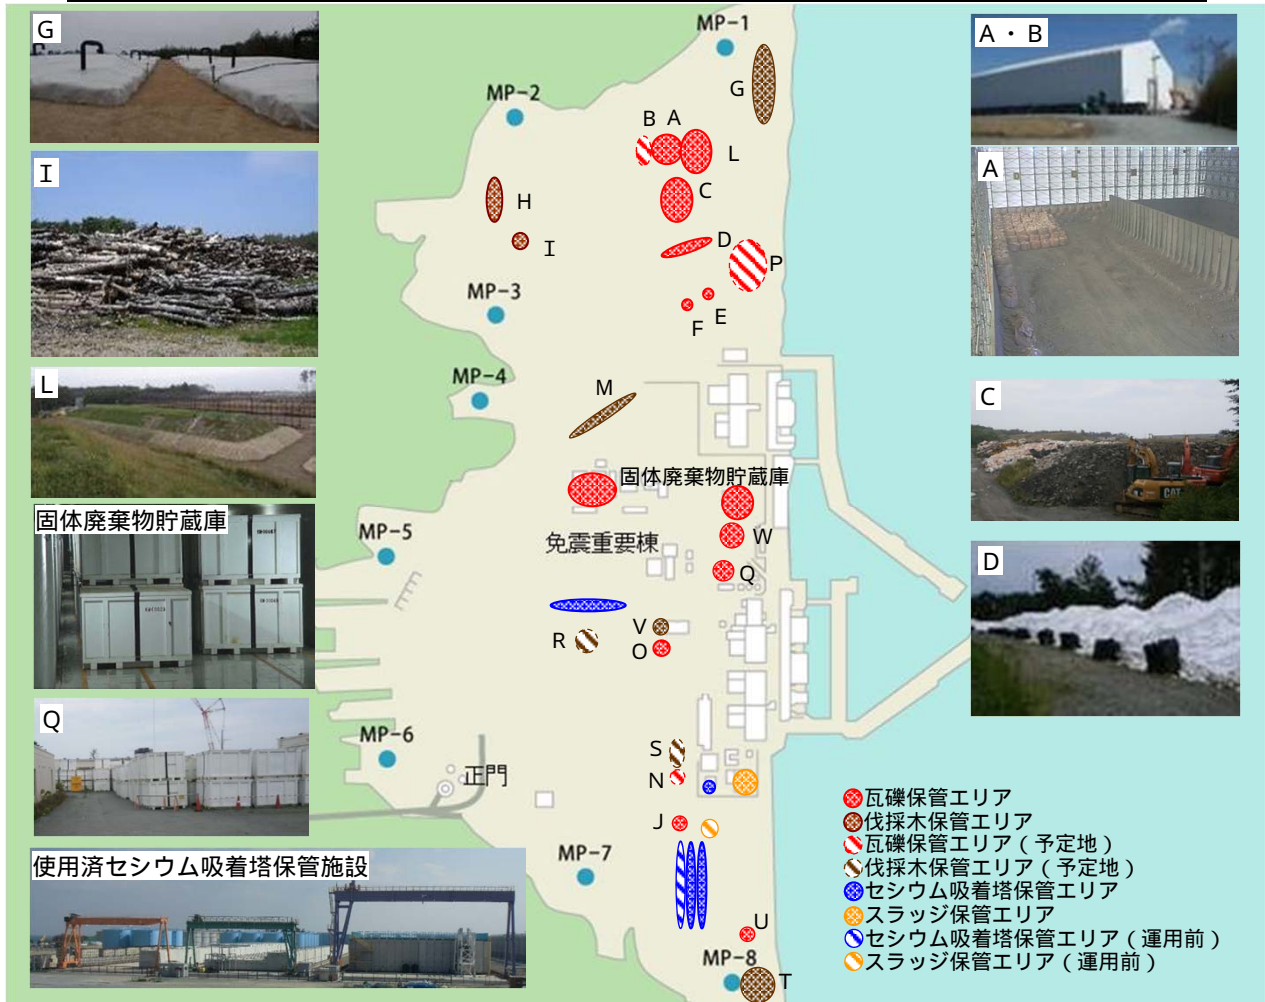 G
I
L
固体廃棄物貯蔵庫
Q
使用済セシウム吸着塔保管施設
MP-1
G
MP-2
B A
L
C
H
I
D
P
MP-3
E
F
MP-4
M
固体廃棄物貯蔵庫
MP-5
免震重要棟
W
Q
V
R
O
S
MP-6
正門
N
J
MP-7
U
MP-8
T
A・B
A
C
CAT
D
瓦礫保管エリア
伐採木保管エリア
瓦礫保管エリア(予定地)
伐採木保管エリア(予定地)
セシウム吸着塔保管エリア
スラッジ保管エリア
セシウム吸着塔保管エリア(運用前)
スラッジ保管エリア(運用前)